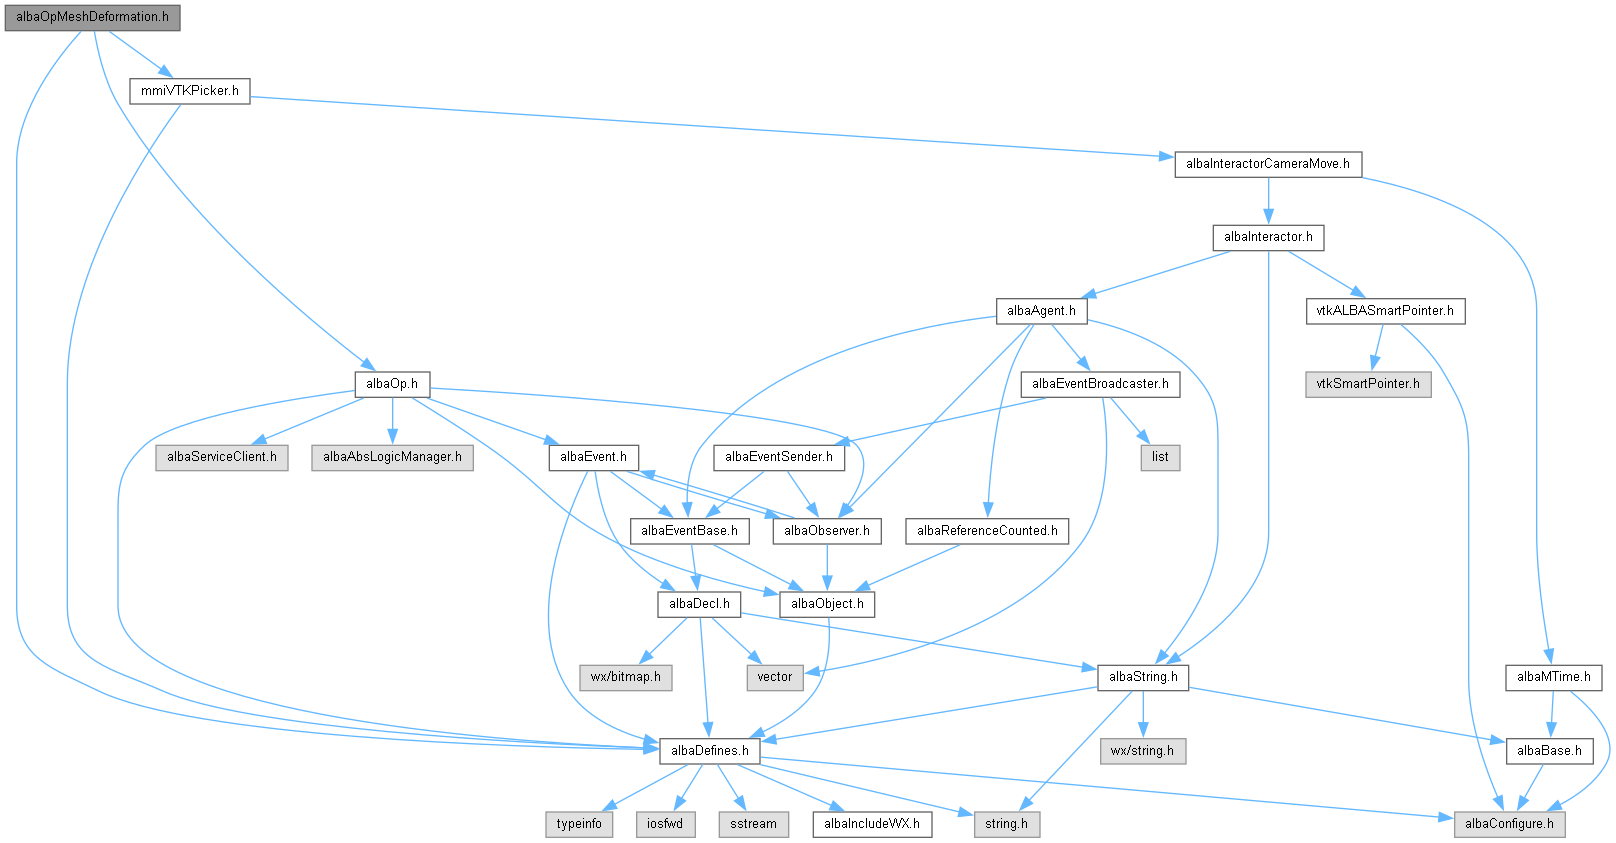 albaOpMeshDeformation.h
mmiVTKPicker.h
albaInteractorCameraMove.h
albaInteractor.h
albaAgent.h
vtkALBASmartPointer.h
albaOp.h
albaEventBroadcaster.h
vtkSmartPointer.h
albaServiceClient.h
albaAbsLogicManager.h
albaEvent.h
albaEventSender.h
list
albaEventBase.h
albaObserver.h
albaReferenceCounted.h
albaDecl.h
albaObject.h
wx/bitmap.h
vector
albaString.h
albaMTime.h
albaDefines.h
wx/string.h
albaBase.h
typeinfo
iosfwd
sstream
albaIncludeWX.h
string.h
albaConfigure.h